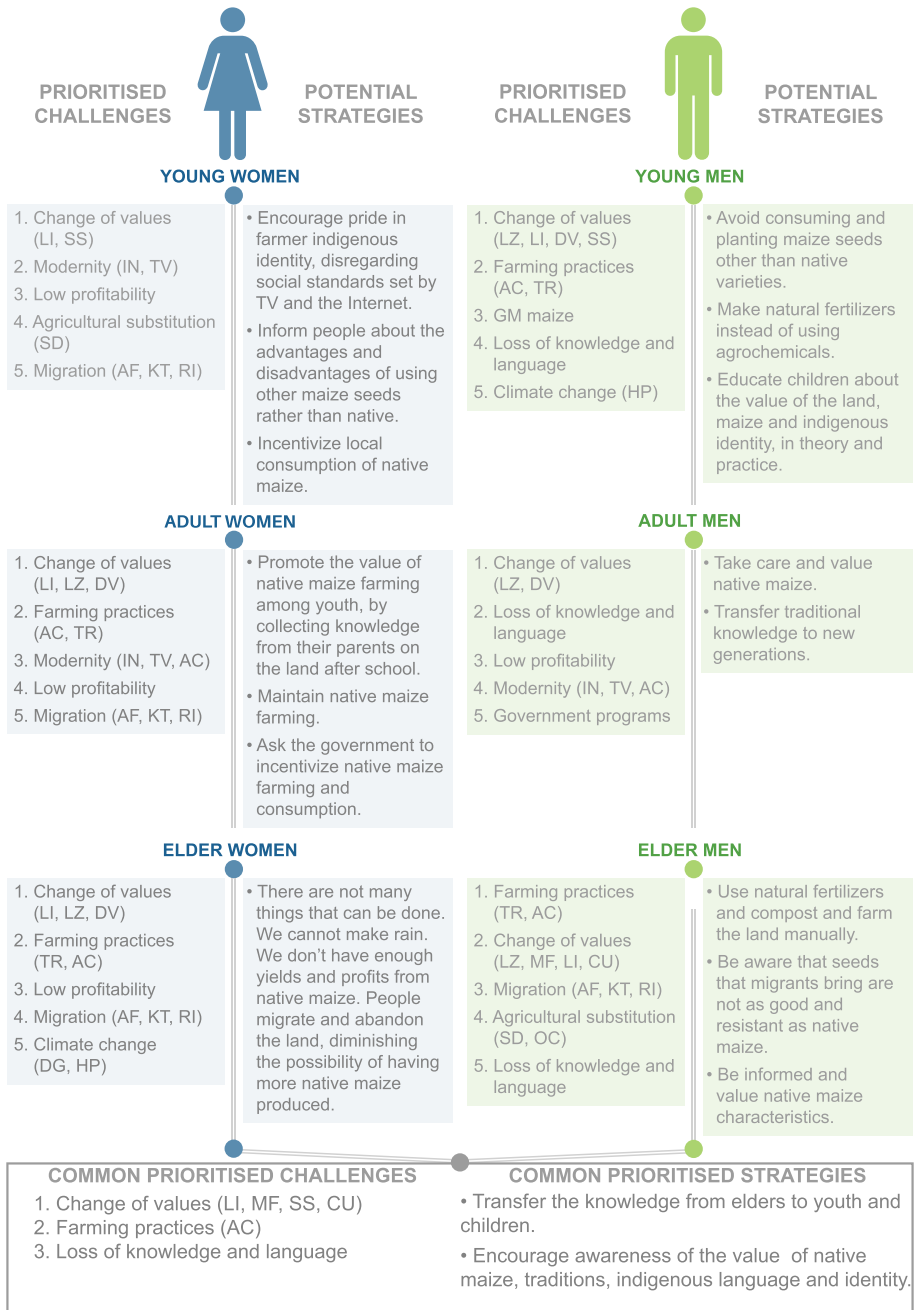 PRIORITISED
CHALLENGES
POTENTIAL
STRATEGIES
PRIORITISED
CHALLENGES
POTENTIAL
STRATEGIES
YOUNG WOMEN
1. Change of values
(LI, SS)
2. Modernity (IN, TV)
3. Low profitability
4. Agricultural substitution
(SD)
5. Migration (AF, KT, RI)
• Encourage pride in
farmer indigenous
identity, disregarding
social standards set by
TV and the Internet.
• Inform people about the
advantages and
disadvantages of using
other maize seeds
rather than native.
• Incentivize local
consumption of native
maize.
YOUNG MEN
1. Change of values
(LZ, LI, DV, SS)
2. Farming practices
(AC, TR)
3. GM maize
4. Loss of knowledge and
language
5. Climate change (HP)
• Avoid consuming and
planting maize seeds
other than native
varieties.
• Make natural fertilizers
instead of using
agrochemicals.
• Educate children about
the value of the land,
maize and indigenous
identity, in theory and
practice.
ADULT WOMEN
1. Change of values
(LI, LZ, DV)
2. Farming practices
(AC, TR)
3. Modernity (IN, TV, AC)
4. Low profitability
5. Migration (AF, KT, RI)
• Promote the value of
native maize farming
among youth, by
collecting knowledge
from their parents on
the land after school.
• Maintain native maize
farming.
• Ask the government to
incentivize native maize
farming and
consumption.
ADULT MEN
1. Change of values
(LZ, DV)
2. Loss of knowledge and
language
3. Low profitability
4. Modernity (IN, TV, AC)
5. Government programs
• Take care and value
native maize.
• Transfer traditional
knowledge to new
generations.
ELDER WOMEN
1. Change of values
(LI, LZ, DV)
2. Farming practices
(TR, AC)
3. Low profitability
4. Migration (AF, KT, RI)
5. Climate change
(DG, HP)
• There are not many
things that can be done.
We cannot make rain.
We don't have enough
yields and profits from
native maize. People
migrate and abandon
the land, diminishing
the possibility of having
more native maize
produced.
ELDER MEN
1. Farming practices
(TR, AC)
2. Change of values
(LZ, MF, LI, CU)
3. Migration (AF, KT, RI)
4. Agricultural substitution
(SD, OC)
5. Loss of knowledge and
language
• Use natural fertilizers
and compost and farm
the land manually.
• Be aware that seeds
that migrants bring are
not as good and
resistant as native
maize.
• Be informed and
value native maize
characteristics.
COMMON PRIORITISED CHALLENGES
1. Change of values (LI, MF, SS, CU)
2. Farming practices (AC)
3. Loss of knowledge and language
COMMON PRIORITISED STRATEGIES
• Transfer the knowledge from elders to youth and
children.
• Encourage awareness of the value of native
maize, traditions, indigenous language and identity.